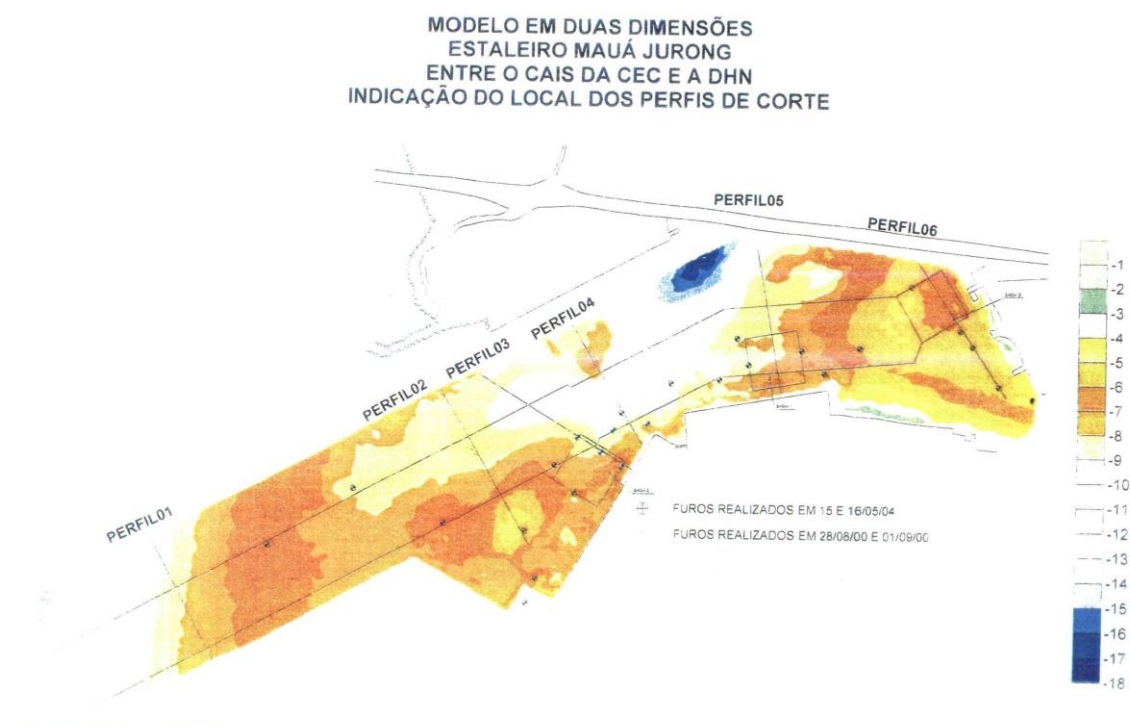 MODELO EM DUAS DIMENSÕES
ESTALEIRO MAUÁ JURONG
ENTRE O CAIS DA CEC E A DHN
INDICAÇÃO DO LOCAL DOS PERFIS DE CORTE
PERFIL05
PERFIL06
PERFIL04
PERFIL03
PERFIL02
PERFIL01
FUROS REALIZADOS EM 15 E 16/05/04
FUROS REALIZADOS EM 28/08/00 E 01/09/00
-1
-2
-3
-4
-5
-6
-7
-8
-9
-10
-11
-12
-13
-14
-15
-16
-17
-18